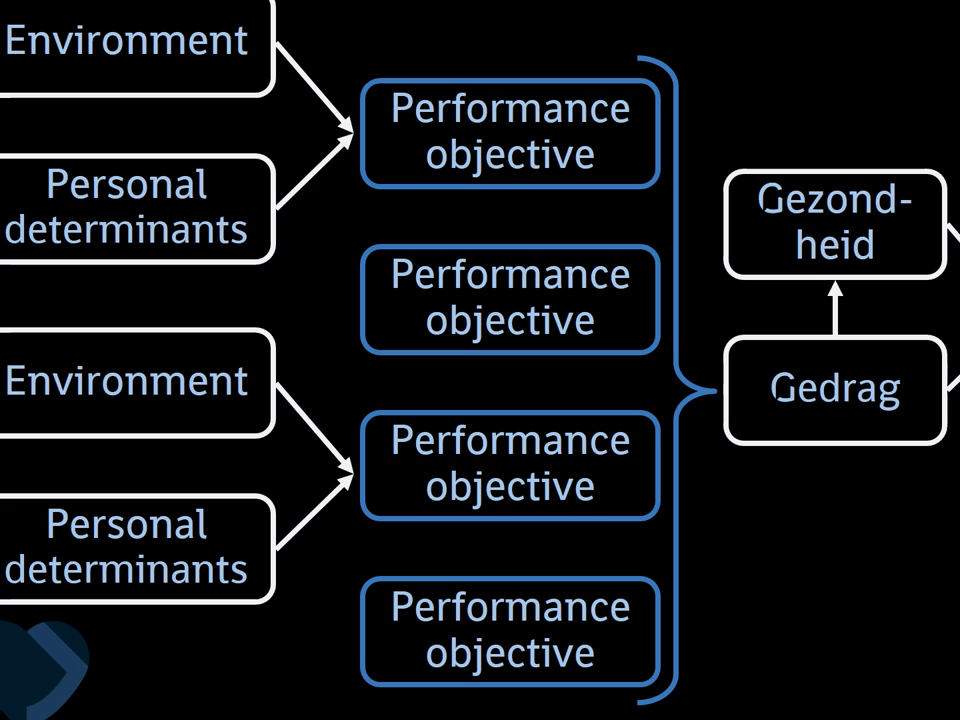 Environment
Personal
determinants
Environment
Personal
determinants
Performance
objective
Performance
objective
Performance
objective
Performance
objective
Gezond-
heid
Gedrag